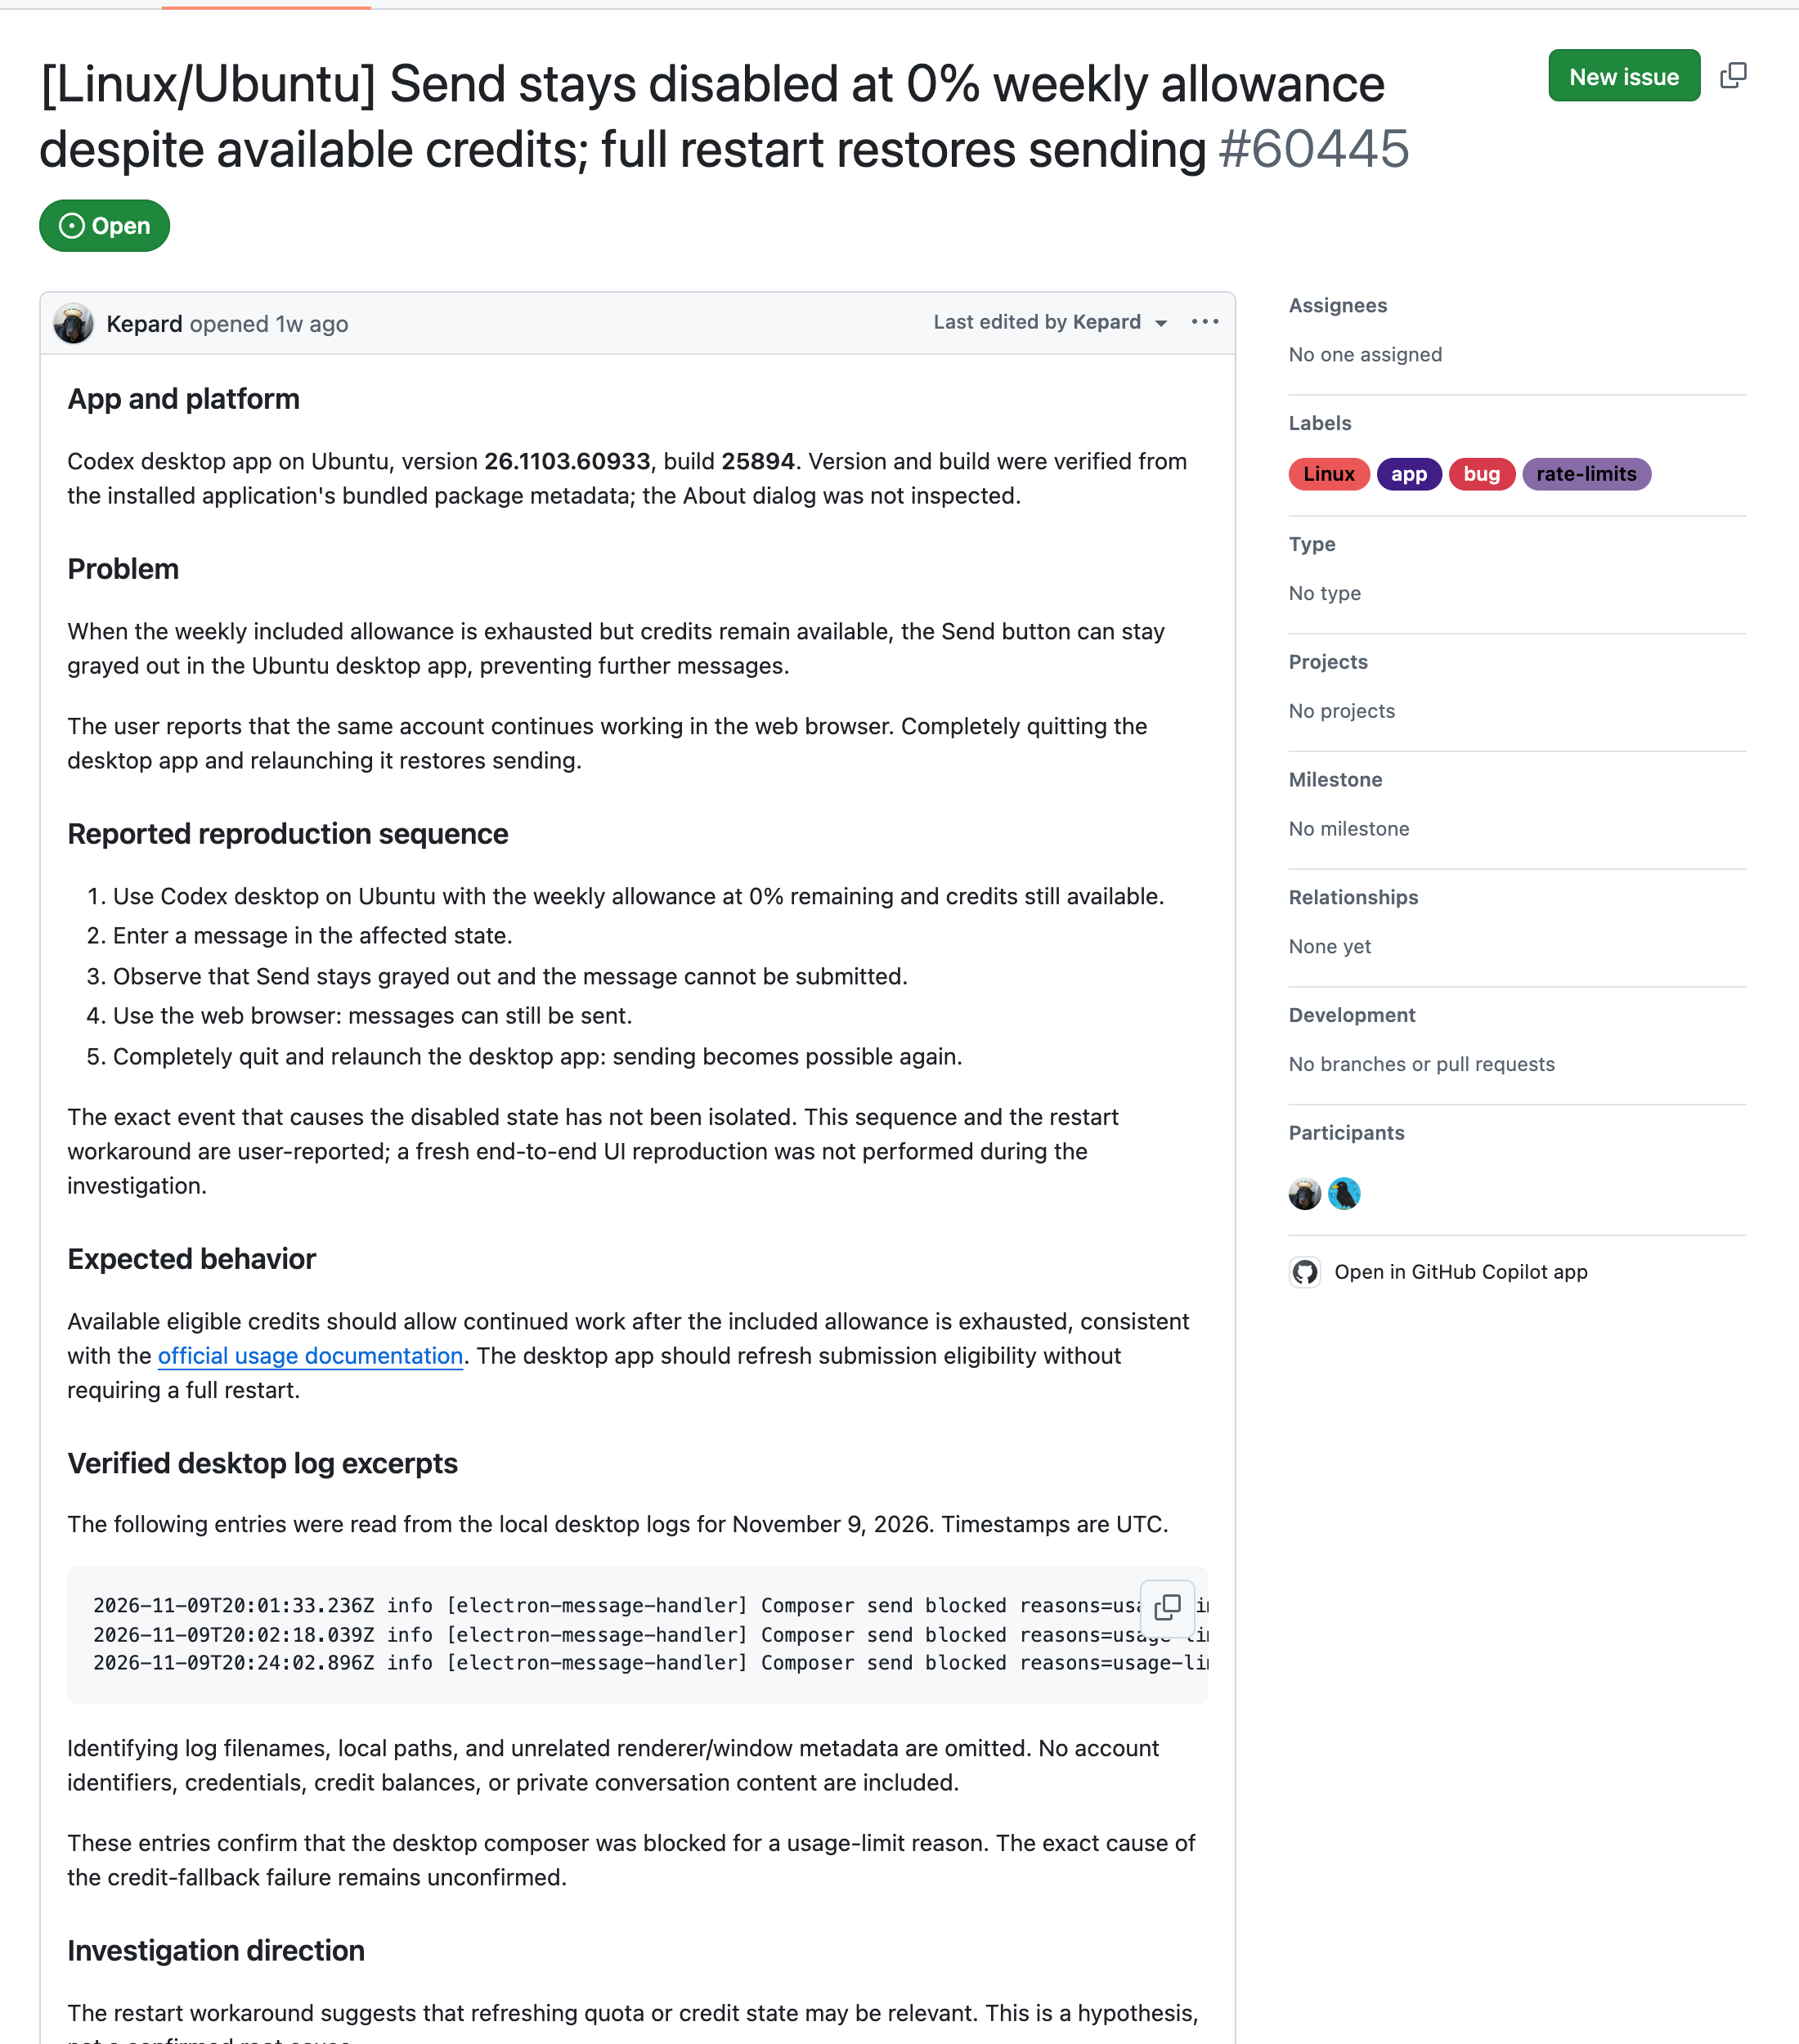 [Linux/Ubuntu] Send stays disabled at 0% weekly allowance
despite available credits; full restart restores sending #60445
New issue
Open
Kepard opened 1w ago
Last edited by Kepard
App and platform
Codex desktop app on Ubuntu, version 26.1103.60933, build 25894. Version and build were verified from
the installed application's bundled package metadata; the About dialog was not inspected.
Problem
When the weekly included allowance is exhausted but credits remain available, the Send button can stay
grayed out in the Ubuntu desktop app, preventing further messages.
The user reports that the same account continues working in the web browser. Completely quitting the
desktop app and relaunching it restores sending.
Reported reproduction sequence
1. Use Codex desktop on Ubuntu with the weekly allowance at 0% remaining and credits still available.
2. Enter a message in the affected state.
3. Observe that Send stays grayed out and the message cannot be submitted.
4. Use the web browser: messages can still be sent.
5. Completely quit and relaunch the desktop app: sending becomes possible again.
The exact event that causes the disabled state has not been isolated. This sequence and the restart
workaround are user-reported; a fresh end-to-end UI reproduction was not performed during the
investigation.
Expected behavior
Available eligible credits should allow continued work after the included allowance is exhausted, consistent
with the official usage documentation. The desktop app should refresh submission eligibility without
requiring a full restart.
Verified desktop log excerpts
The following entries were read from the local desktop logs for November 9, 2026. Timestamps are UTC.
2026-11-09T20:01:33.236Z info [electron-message-handler] Composer send blocked
2026-11-09T20:02:18.039Z info [electron-message-handler] Composer send blocked
2026-11-09T20:24:02.896Z info [electron-message-handler] Composer send blocked reasons=usage-li
Identifying log filenames, local paths, and unrelated renderer/window metadata are omitted. No account
identifiers, credentials, credit balances, or private conversation content are included.
These entries confirm that the desktop composer was blocked for a usage-limit reason. The exact cause of
the credit-fallback failure remains unconfirmed.
Investigation direction
The restart workaround suggests that refreshing quota or credit state may be relevant. This is a hypothesis,
Assignees
No one assigned
Labels
Linux app bug rate-limits
Type
No type
Projects
No projects
Milestone
No milestone
Relationships
None yet
Development
No branches or pull requests
Participants
Open in GitHub Copilot app